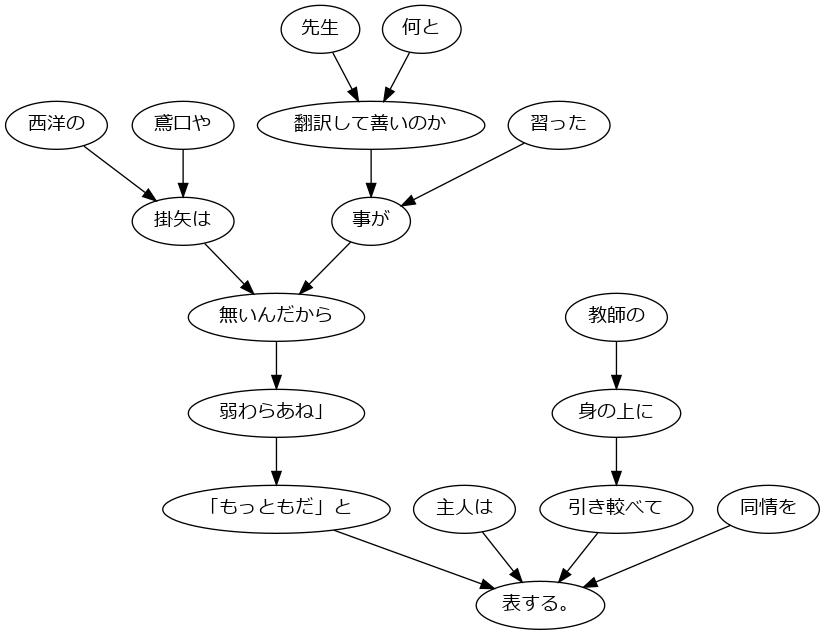 先生
何と
西洋の
鳶口や
翻訳して善いのか
習った
掛矢は
事が
無いんだから
教師の
弱わらあね」
身の上に
「もっともだ」と
主人は
引き較べて
同情を
表する。